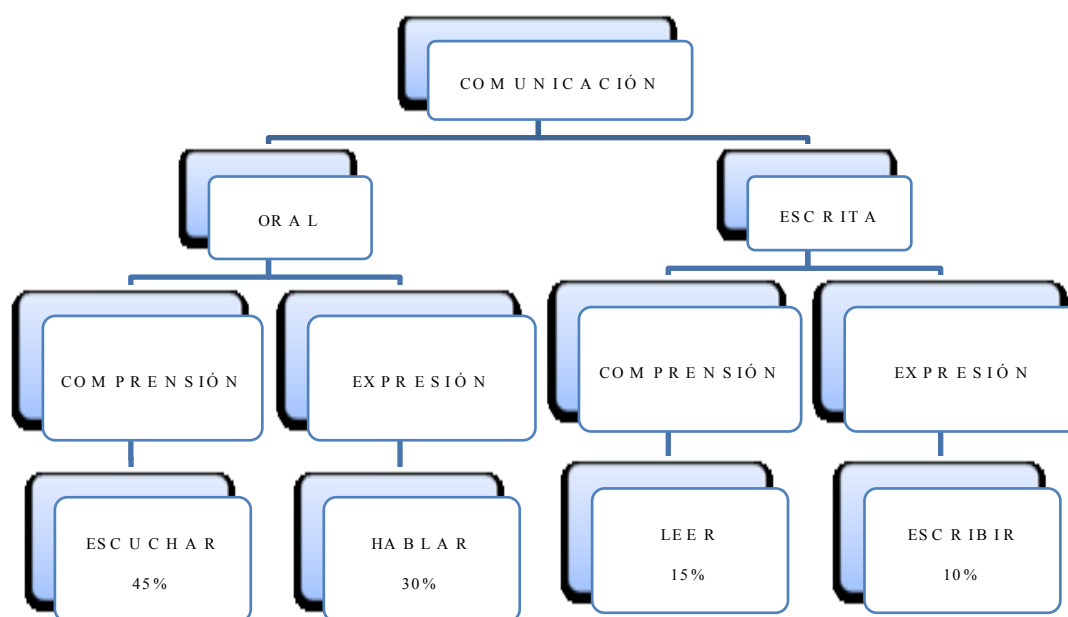 COMUNICACIÓN
ORAL
ESCRITA
COMPRENSIÓN
EXPRESIÓN
COMPRENSIÓN
EXPRESIÓN
ESCUCHAR
45%
HABLAR
30%
LEER
15%
ESCRIBIR
10%